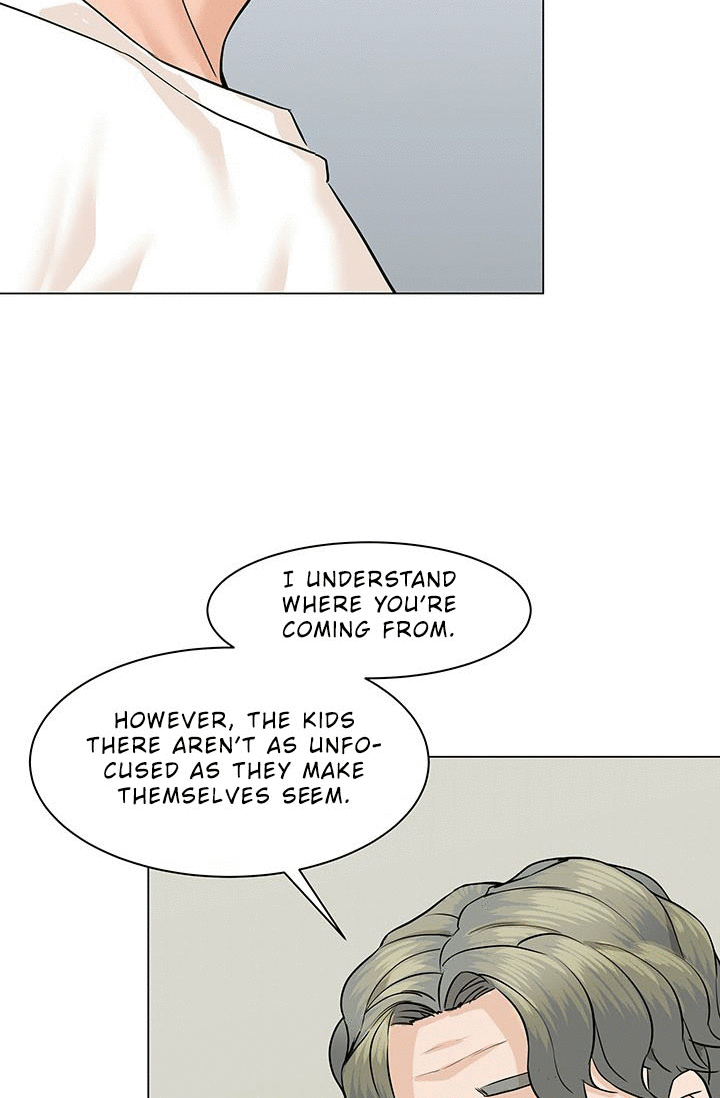 I UNDERSTAND
WHERE YOU'RE
COMING FROM.
HOWEVER, THE KIDS
THERE AREN'T AS UNFO-
CUSED AS THEY MAKE
THEMSELVES SEEM.